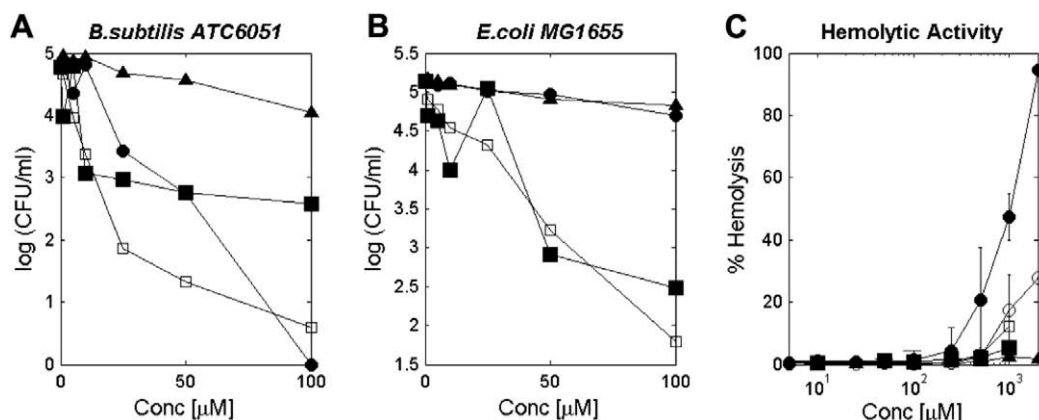 A B.subtilis ATC6051
5
4
3
2
1
0
log (CFU/ml)
0 50 100
Conc [μM]
B E.coli MG1655
5.5
5
4.5
4
3.5
3
2.5
2
1.5
log (CFU/ml)
0 50 100
Conc [μM]
C Hemolytic Activity
100
80
60
40
20
0
% Hemolysis
10¹ 10² 10³
Conc [μM]